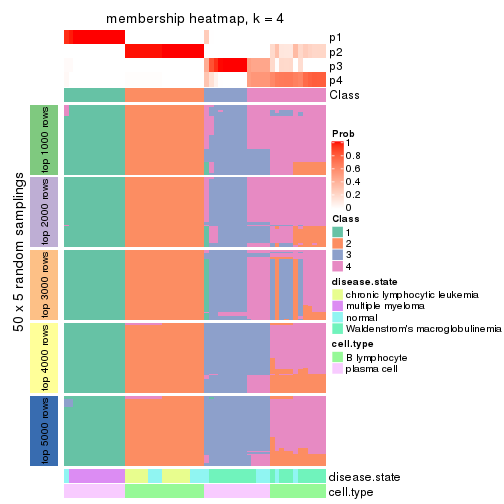 membership heatmap, k = 4
p1
p2
p3
p4
Class
50 x 5 random samplings
top 1000 rows
top 2000 rows
top 3000 rows
top 4000 rows
top 5000 rows
Prob
1
0.8
0.6
0.4
0.2
0
Class
1
2
3
4
disease.state
chronic lymphocytic leukemia
multiple myeloma
normal
Waldenstrom's macroglobulinemia
cell.type
B lymphocyte
plasma cell
disease.state
cell.type